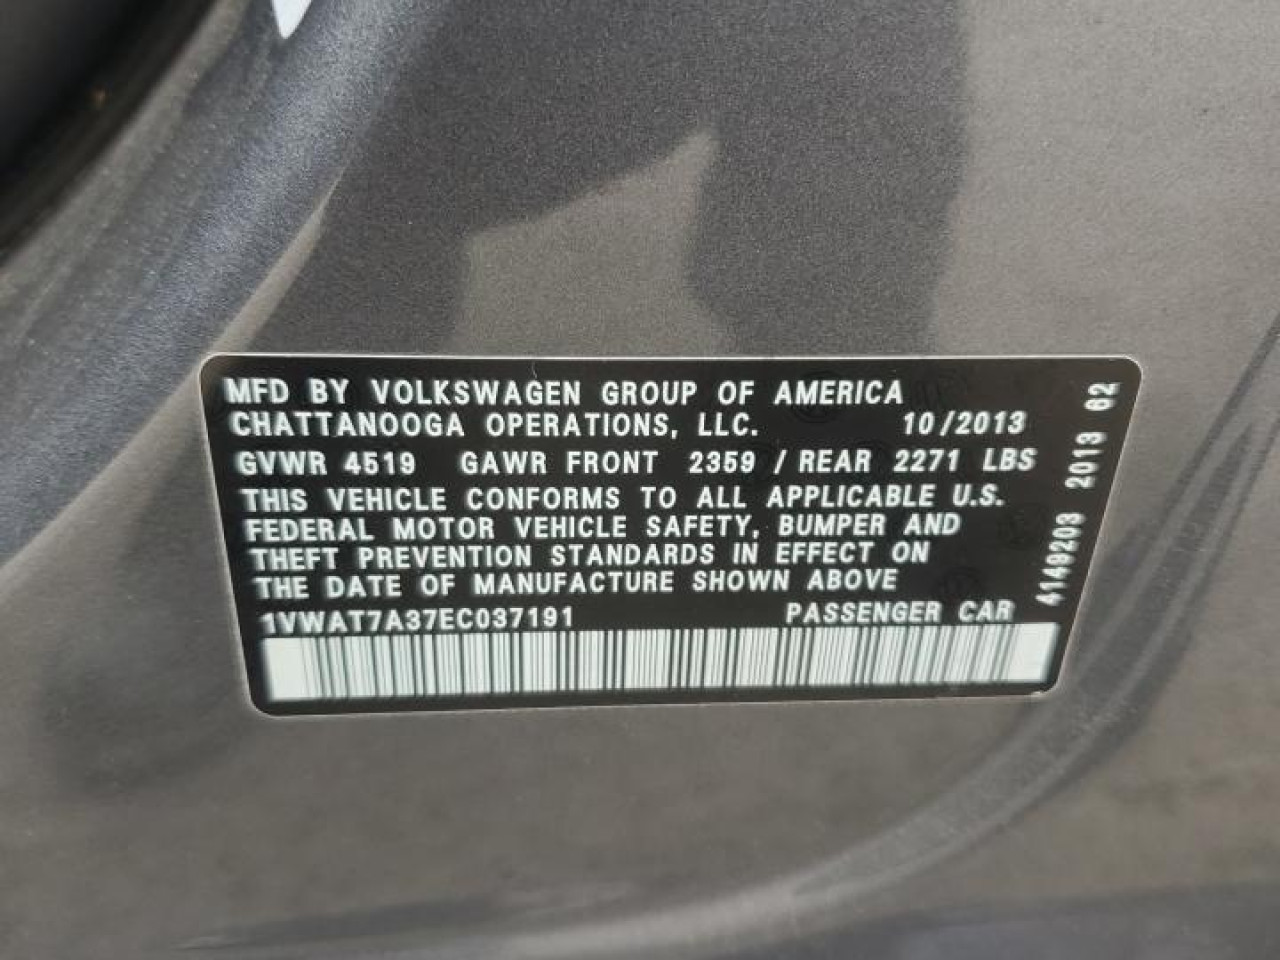 MFD BY VOLKSWAGEN GROUP OF AMERICA
CHATTANOOGA OPERATIONS, LLC. 10/2013
GVWR 4519 GAWR FRONT 2359 / REAR 2271 LBS
THIS VEHICLE CONFORMS TO ALL APPLICABLE U.S.
FEDERAL MOTOR VEHICLE SAFETY, BUMPER AND
THEFT PREVENTION STANDARDS IN EFFECT ON
THE DATE OF MANUFACTURE SHOWN ABOVE
1VWAT7A37EC037191 PASSENGER CAR
4149203 2013 62